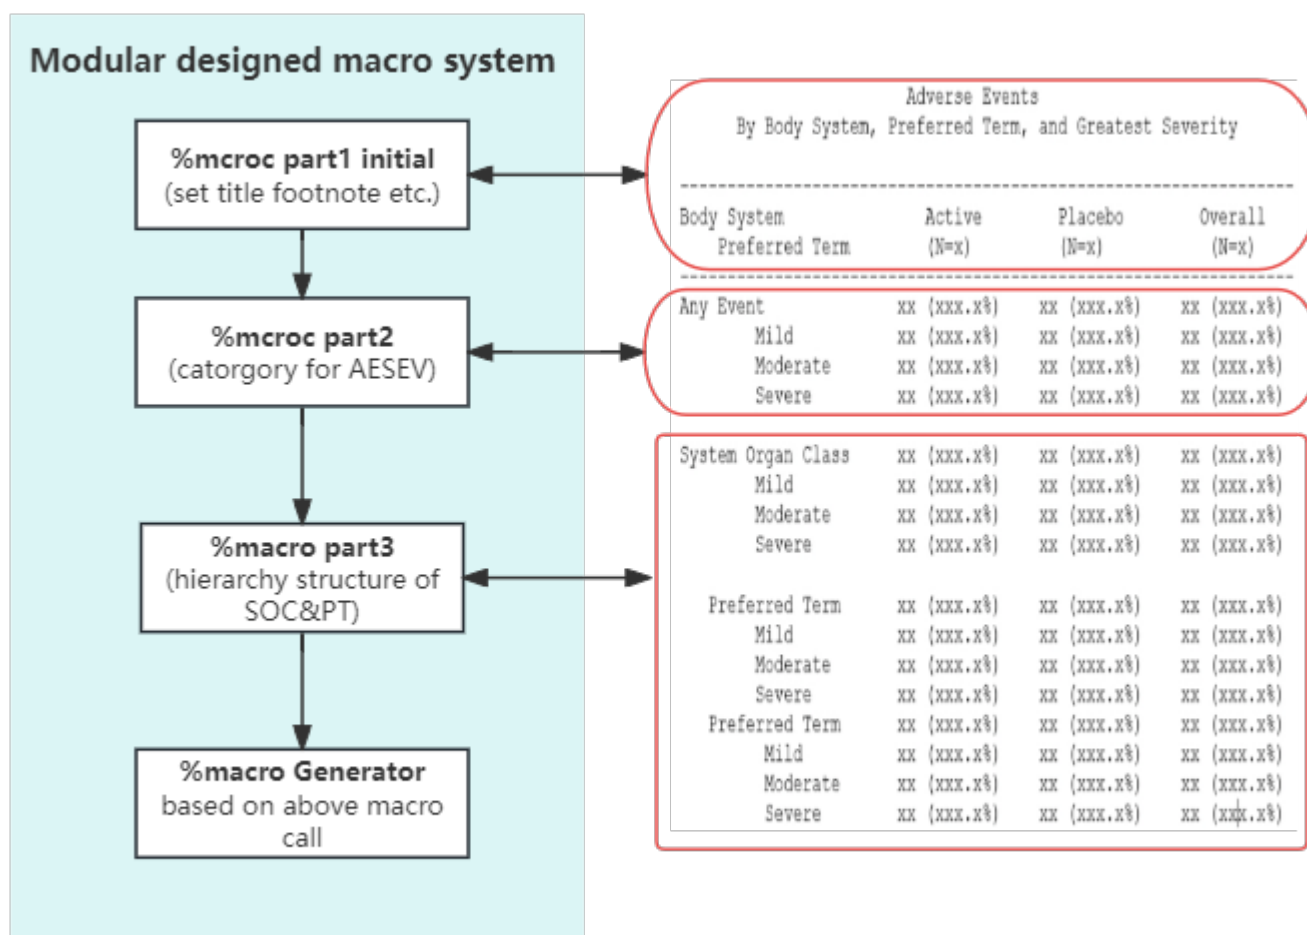 Modular designed macro system
%mcroc part1 initial
(set title footnote etc.)
%mcroc part2
(catorgory for AESEV)
%macro part3
(hierarchy structure of
SOC&PT)
%macro Generator
based on above macro
call
Adverse Events
By Body System, Preferred Term, and Greatest Severity
--------------------------------------------------------------------------------
Body System Active Placebo Overall
Preferred Term (N=x) (N=x) (N=x)
--------------------------------------------------------------------------------
Any Event xx (xxx.x%) xx (xxx.x%) xx (xxx.x%)
Mild xx (xxx.x%) xx (xxx.x%) xx (xxx.x%)
Moderate xx (xxx.x%) xx (xxx.x%) xx (xxx.x%)
Severe xx (xxx.x%) xx (xxx.x%) xx (xxx.x%)
System Organ Class xx (xxx.x%) xx (xxx.x%) xx (xxx.x%)
Mild xx (xxx.x%) xx (xxx.x%) xx (xxx.x%)
Moderate xx (xxx.x%) xx (xxx.x%) xx (xxx.x%)
Severe xx (xxx.x%) xx (xxx.x%) xx (xxx.x%)
Preferred Term xx (xxx.x%) xx (xxx.x%) xx (xxx.x%)
Mild xx (xxx.x%) xx (xxx.x%) xx (xxx.x%)
Moderate xx (xxx.x%) xx (xxx.x%) xx (xxx.x%)
Severe xx (xxx.x%) xx (xxx.x%) xx (xxx.x%)
Preferred Term xx (xxx.x%) xx (xxx.x%) xx (xxx.x%)
Mild xx (xxx.x%) xx (xxx.x%) xx (xxx.x%)
Moderate xx (xxx.x%) xx (xxx.x%) xx (xxx.x%)
Severe xx (xxx.x%) xx (xxx.x%) xx (xxx.x%)